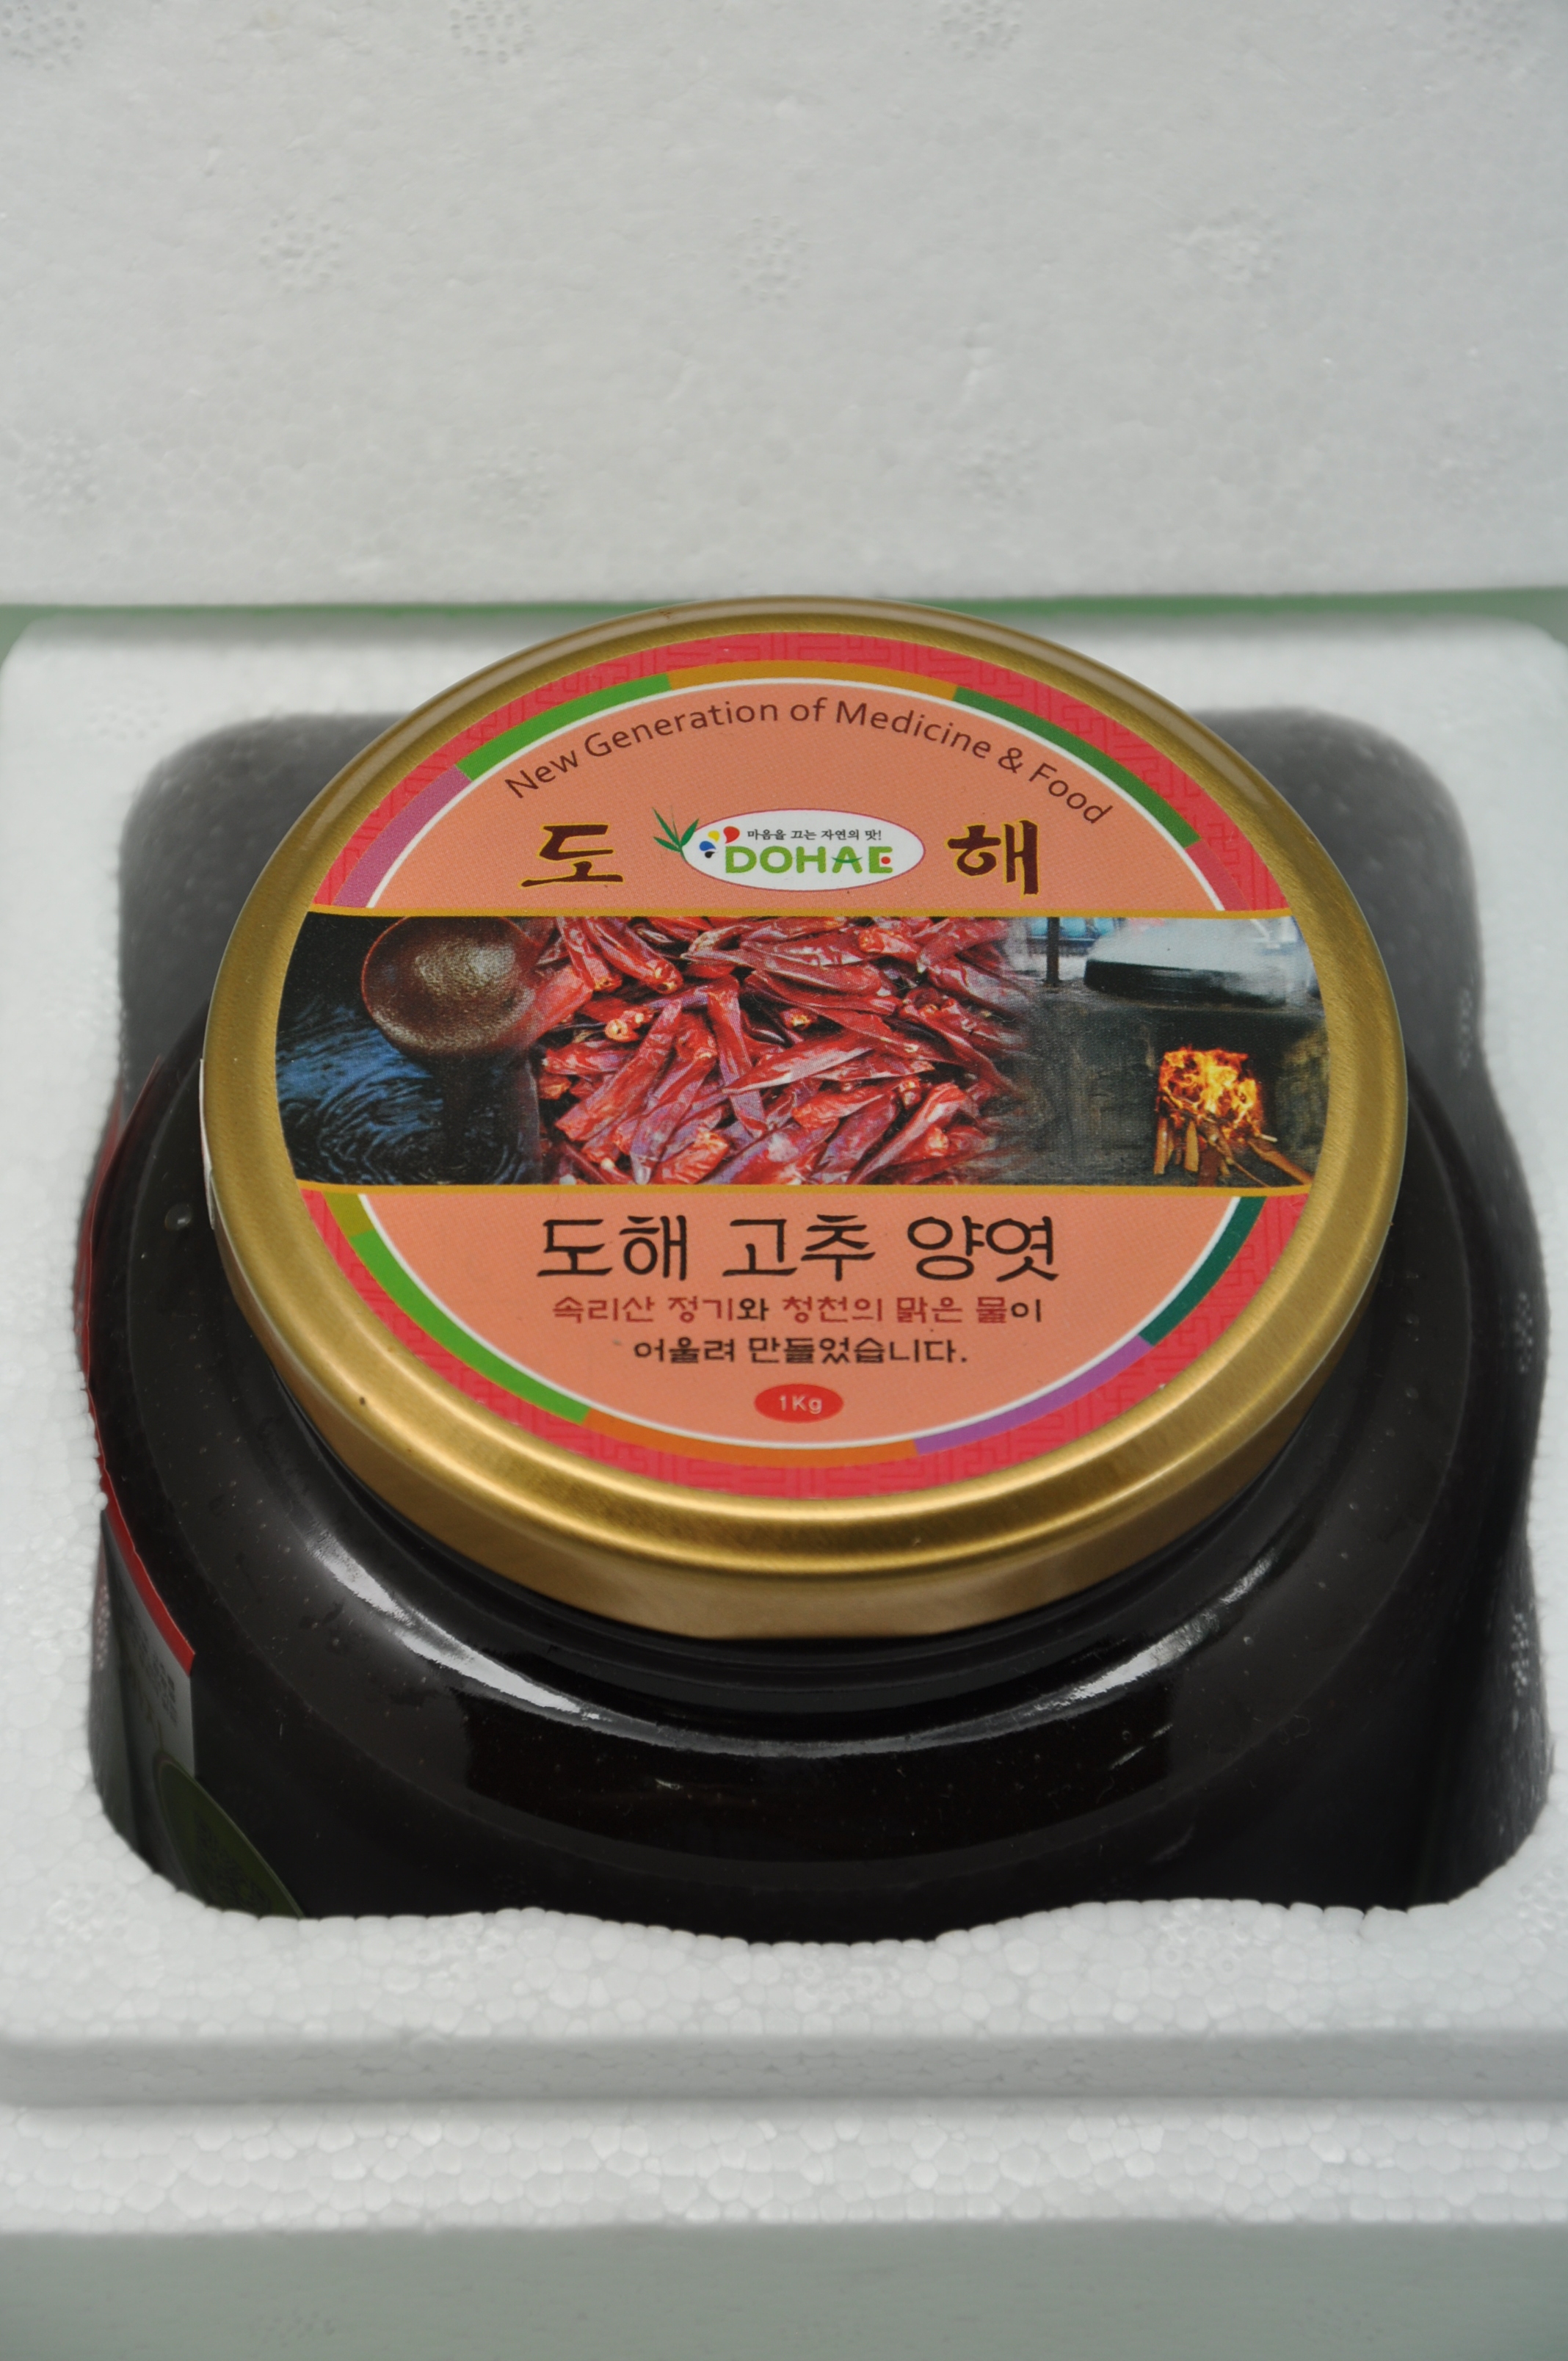 New Generation of Medicine & Food
마음을 끄는 자연의 맛!
도 DOHAE 해
도해 고추 양엿
속리산 정기와 청천의 맑은 물이
어울려 만들었습니다.
1Kg